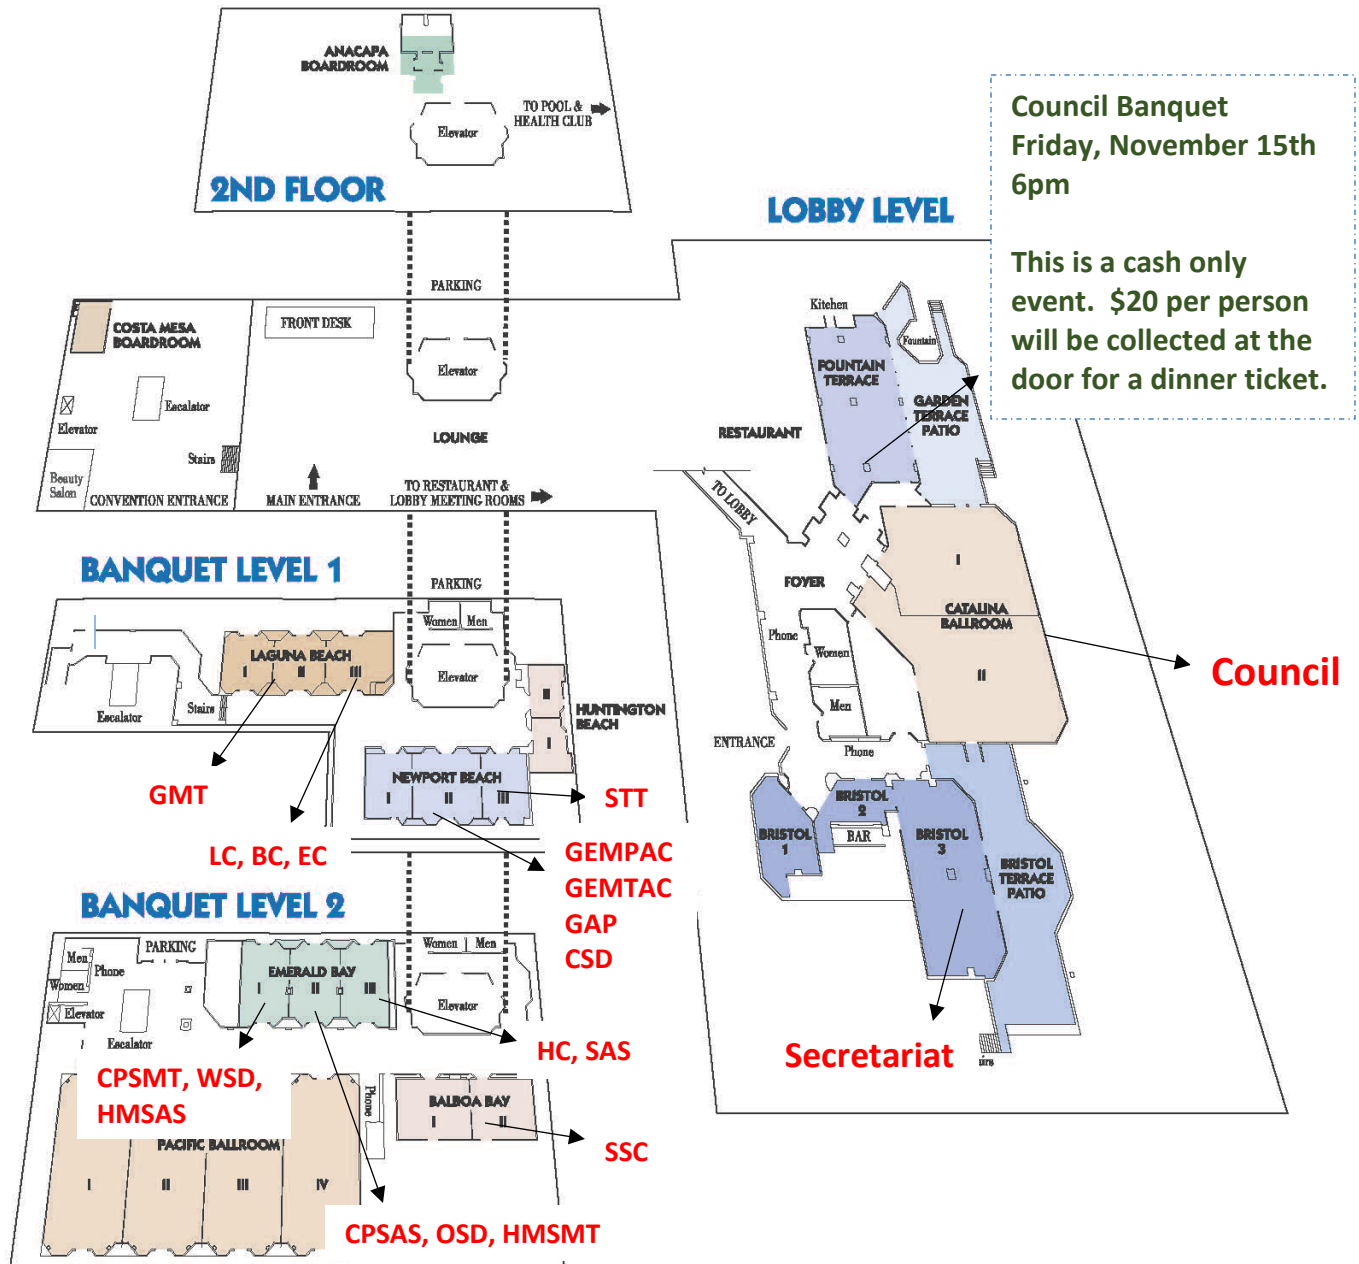 ANACAPA
BOARDROOM
Elevator
TO POOL &
HEALTH CLUB
2ND FLOOR
Council Banquet
Friday, November 15th
6pm
This is a cash only
event. $20 per person
will be collected at the
door for a dinner ticket.
LOBBY LEVEL
PARKING
FRONT DESK
COSTA MESA
BOARDROOM
Elevator
Escalator
Elevator
LOUNGE
Stairs
Beauty
Salon
CONVENTION ENTRANCE
MAIN ENTRANCE
TO RESTAURANT &
LOBBY MEETING ROOMS
Kitchen
Fountain
FOUNTAIN
TERRACE
GARDEN
TERRACE
PATIO
RESTAURANT
TO LOBBY
FOYER
I
CATALINA
BALLROOM
II
Phone
Women
Men
Council
ENTRANCE
Phone
BRISTOL
1
BRISTOL
2
BAR
BRISTOL
3
BRISTOL
TERRACE
PATIO
Secretariat
irs
BANQUET LEVEL 1
PARKING
Women
Men
LAGUNA BEACH
I
II
III
Elevator
Escalator
Stairs
II
HUNTINGTON
BEACH
I
NEWPORT BEACH
I
II
III
GMT
STT
LC, BC, EC
GEMPAC
GEMTAC
GAP
CSD
BANQUET LEVEL 2
PARKING
Men
Phone
Women
Elevator
Escalator
EMERALD BAY
I
II
III
Women
Men
Elevator
HC, SAS
CPSMT, WSD,
HMSAS
Phone
BALBOA BAY
I
II
SSC
PACIFIC BALLROOM
I
II
III
IV
CPSAS, OSD, HMSMT